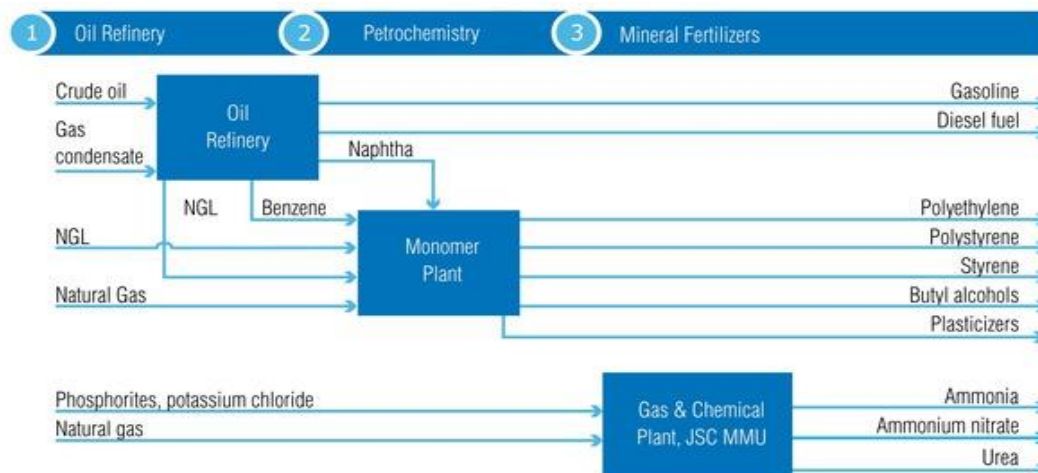 1 Oil Refinery 2 Petrochemistry 3 Mineral Fertilizers
Crude oil
Gas
condensate
Oil
Refinery
Gasoline
Diesel fuel
Naphtha
NGL Benzene
NGL
Natural Gas
Monomer
Plant
Polyethylene
Polystyrene
Styrene
Butyl alcohols
Plasticizers
Phosphorites, potassium chloride
Natural gas
Gas & Chemical
Plant, JSC MMU
Ammonia
Ammonium nitrate
Urea